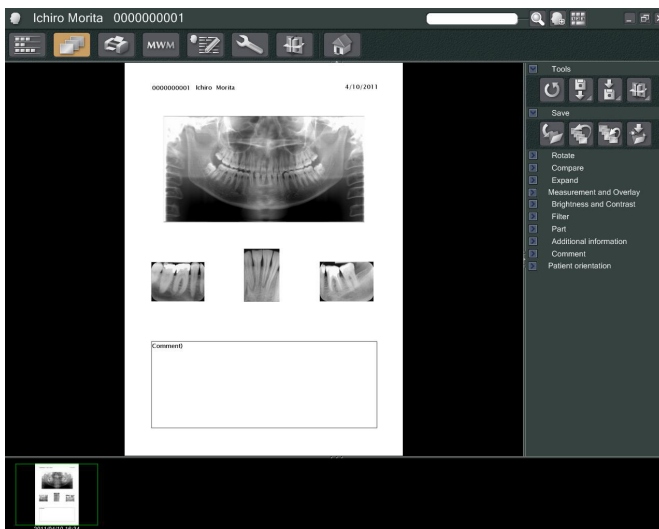 Ichiro Morita 0000000001
MWM
0000000001 Ichiro Morita 4/10/2011
Comment)
Tools
Save
Rotate
Compare
Expand
Measurement and Overlay
Brightness and Contrast
Filter
Part
Additional information
Comment
Patient orientation